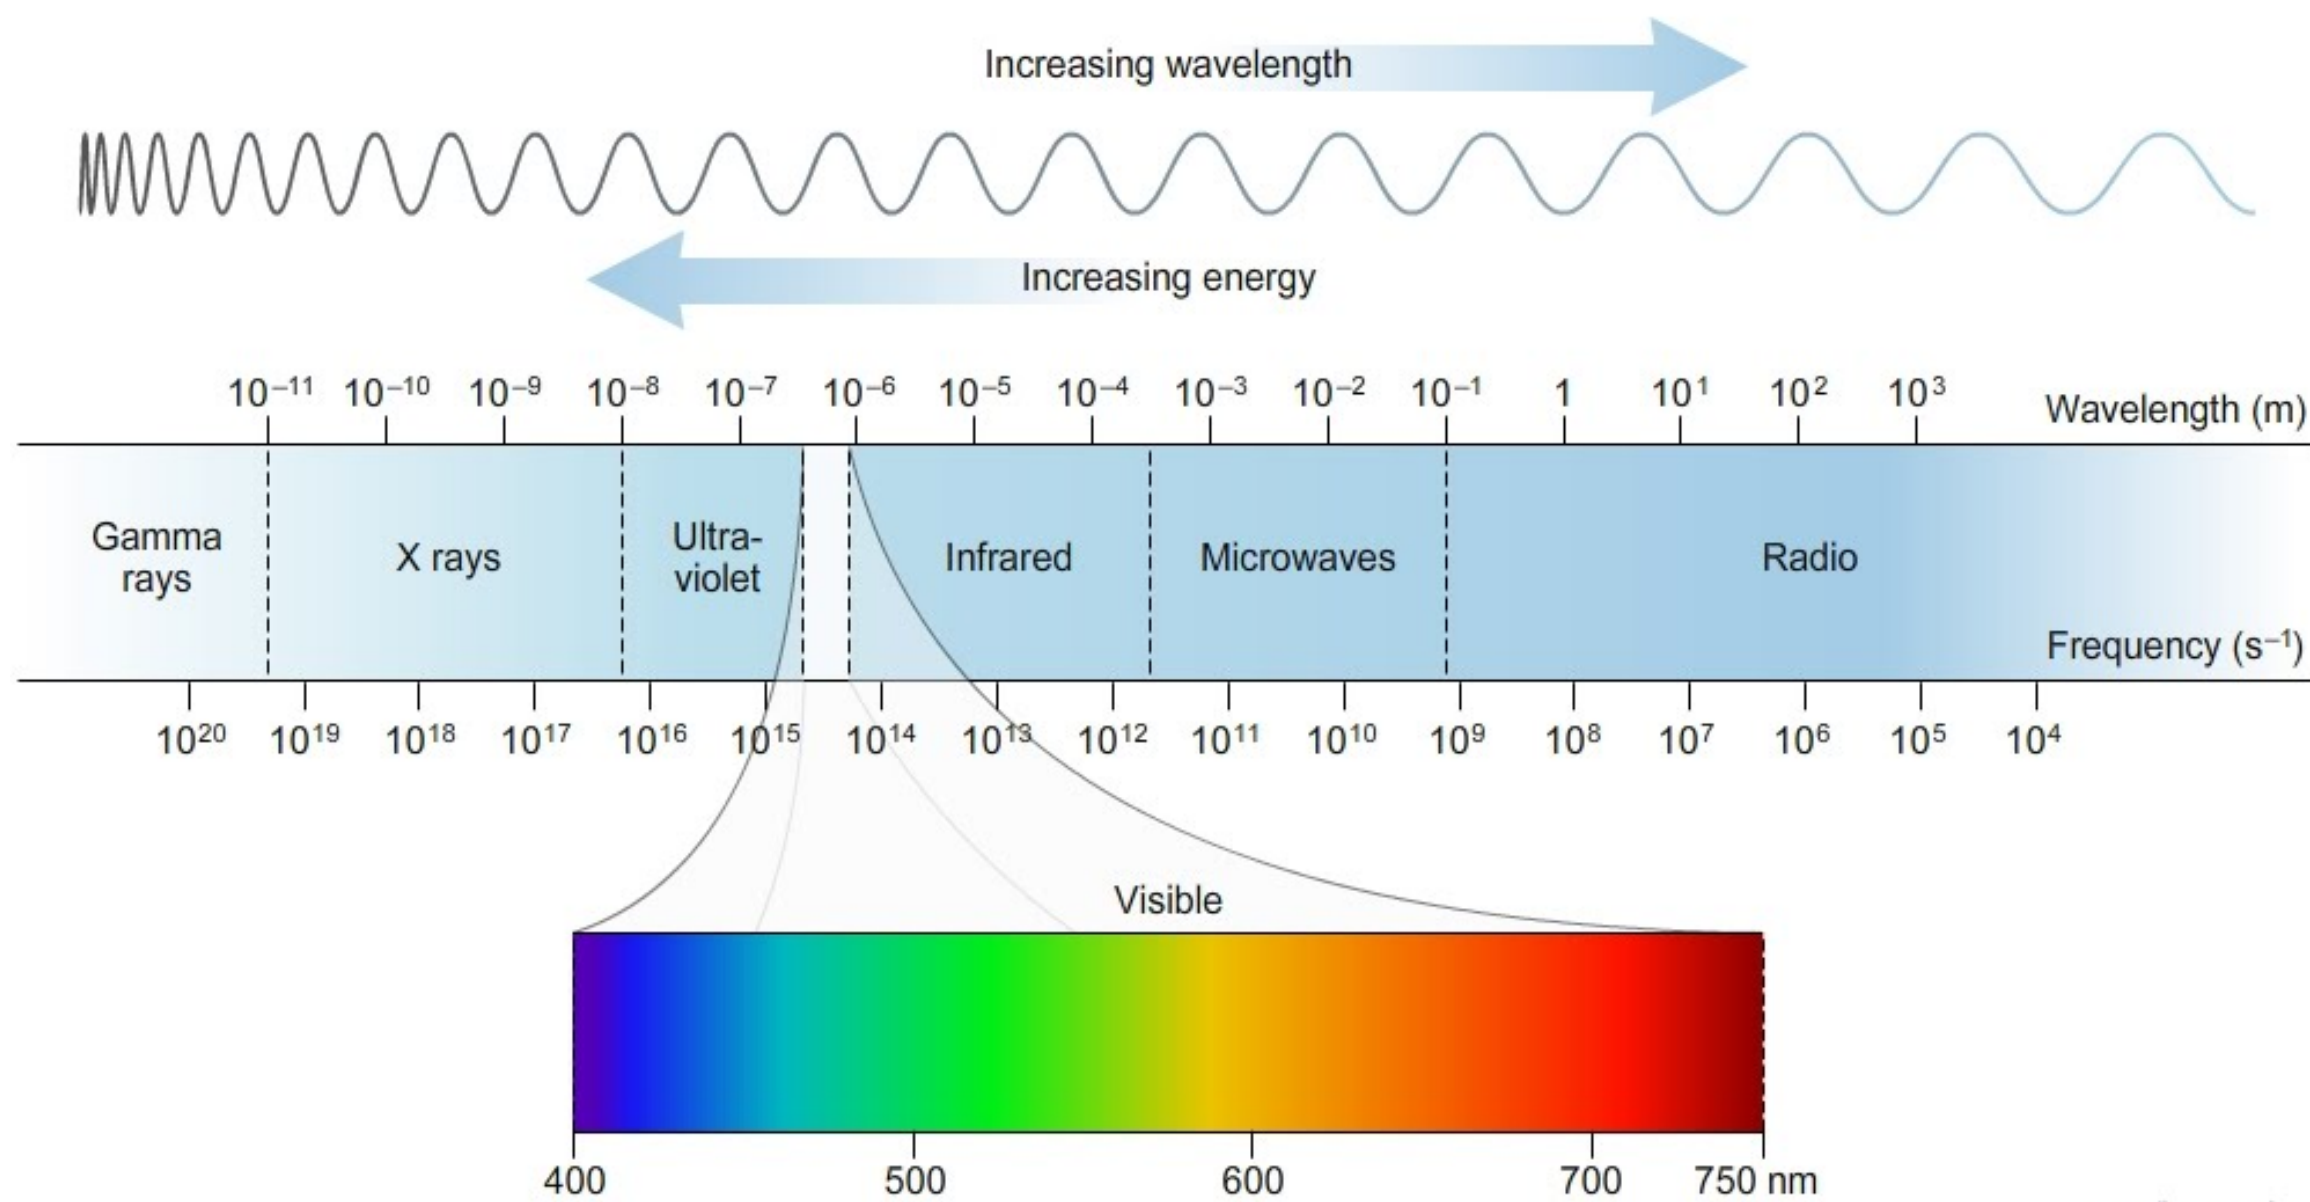 Increasing wavelength
Increasing energy
10⁻¹¹ 10⁻¹⁰ 10⁻⁹ 10⁻⁸ 10⁻⁷ 10⁻⁶ 10⁻⁵ 10⁻⁴ 10⁻³ 10⁻² 10⁻¹ 1 10¹ 10² 10³ Wavelength (m)
Gamma
rays
X rays
Ultra-
violet
Infrared
Microwaves
Radio
Frequency (s⁻¹)
10²⁰ 10¹⁹ 10¹⁸ 10¹⁷ 10¹⁶ 10¹⁵ 10¹⁴ 10¹³ 10¹² 10¹¹ 10¹⁰ 10⁹ 10⁸ 10⁷ 10⁶ 10⁵ 10⁴
Visible
400 500 600 700 750 nm